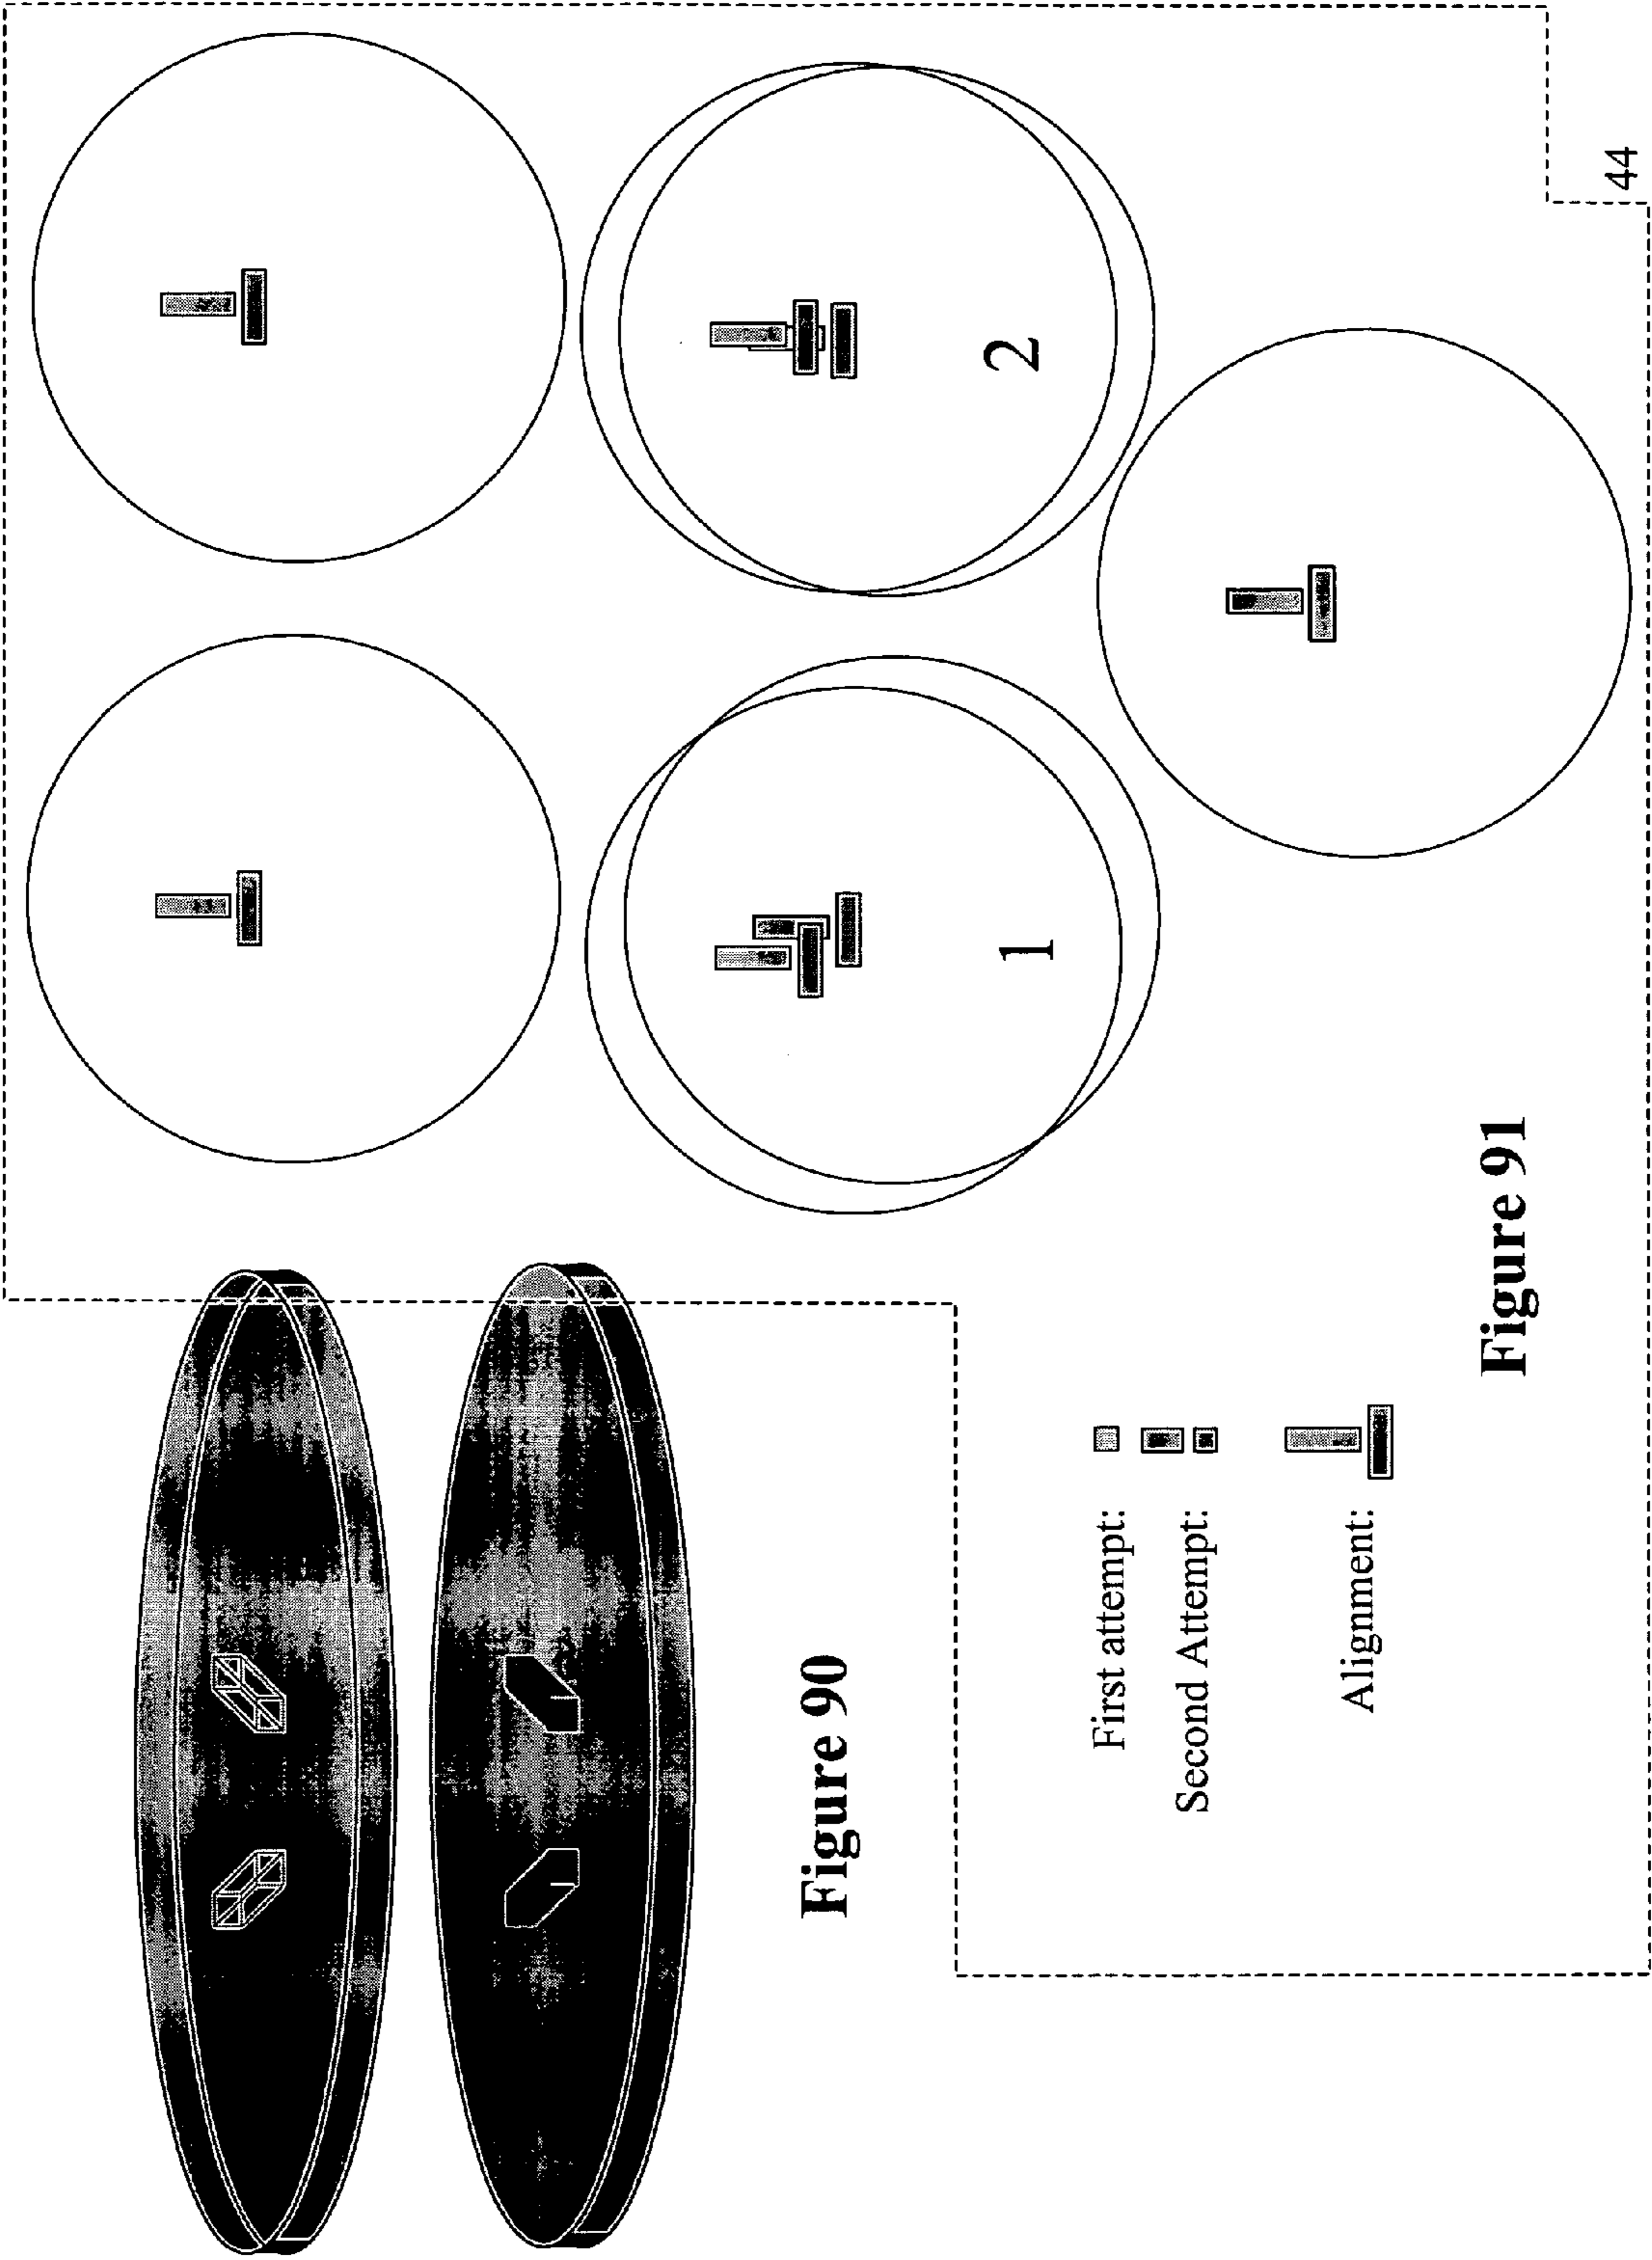 Figure 90
First attempt:
Second Attempt:
Alignment:
1
2
Figure 91
44